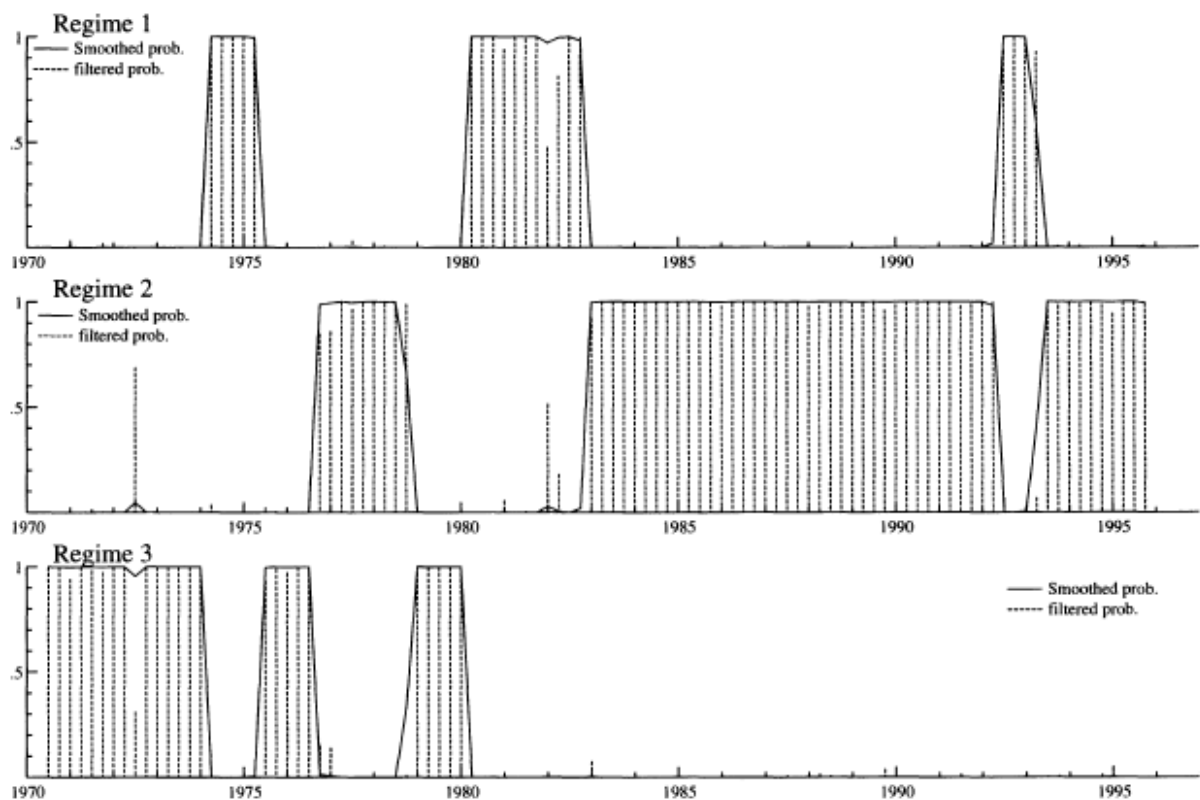 Regime 1
Smoothed prob.
filtered prob.
1
.5
1970 1975 1980 1985 1990 1995
Regime 2
Smoothed prob.
filtered prob.
1
.5
1970 1975 1980 1985 1990 1995
Regime 3
Smoothed prob.
filtered prob.
1
.5
1970 1975 1980 1985 1990 1995